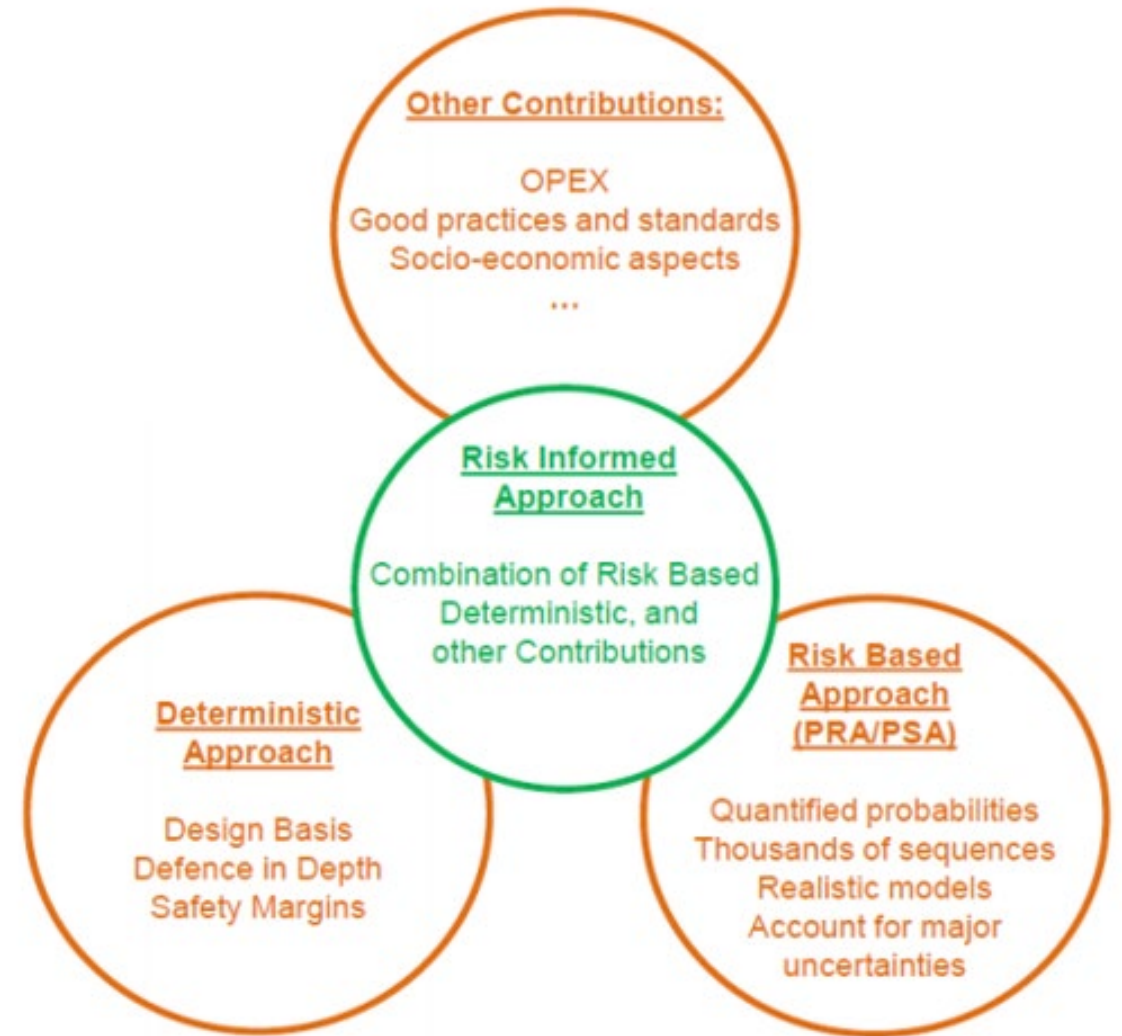 Other Contributions:
OPEX
Good practices and standards
Socio-economic aspects
...
Risk Informed
Approach
Combination of Risk Based
Deterministic, and
other Contributions
Deterministic
Approach
Design Basis
Defence in Depth
Safety Margins
Risk Based
Approach
(PRA/PSA)
Quantified probabilities
Thousands of sequences
Realistic models
Account for major
uncertainties